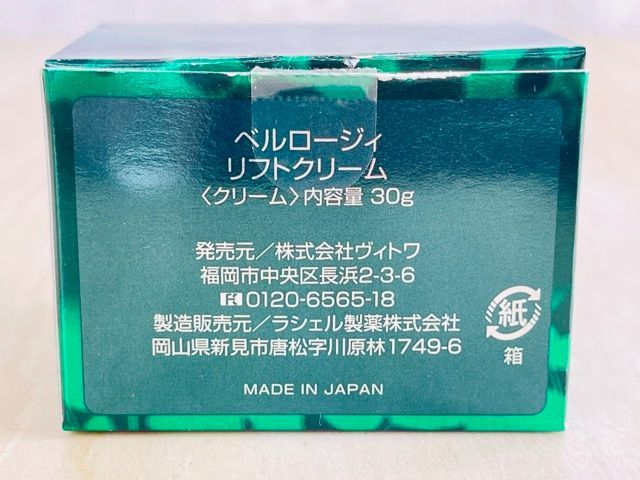 ベルロージィ
リフトクリーム
〈クリーム〉内容量 30g
発売元／株式会社ヴィトワ
福岡市中央区長浜2-3-6
0120-6565-18
製造販売元／ラシェル製薬株式会社
岡山県新見市唐松字川原林1749-6
紙
箱
MADE IN JAPAN